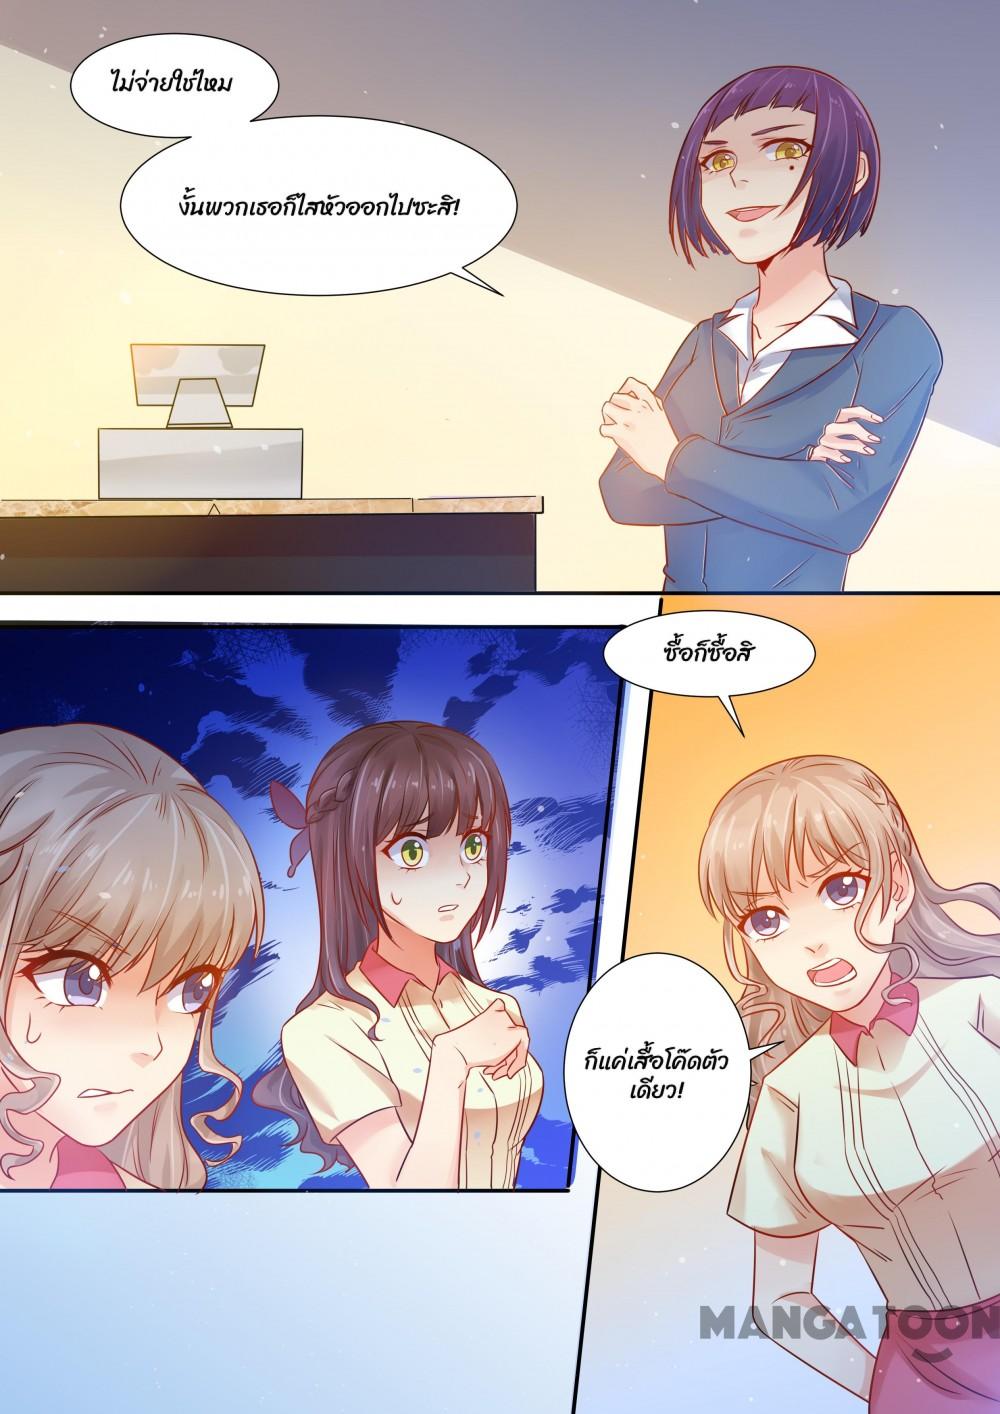 ไม่จ่ายใช่ไหม
งั้นพวกเธอก็ไสหัวออกไปซะสิ!
ซื้อก็ซื้อสิ
ก็แค่เสื้อโค๊ตตัว
เดียว!
MANGATOON